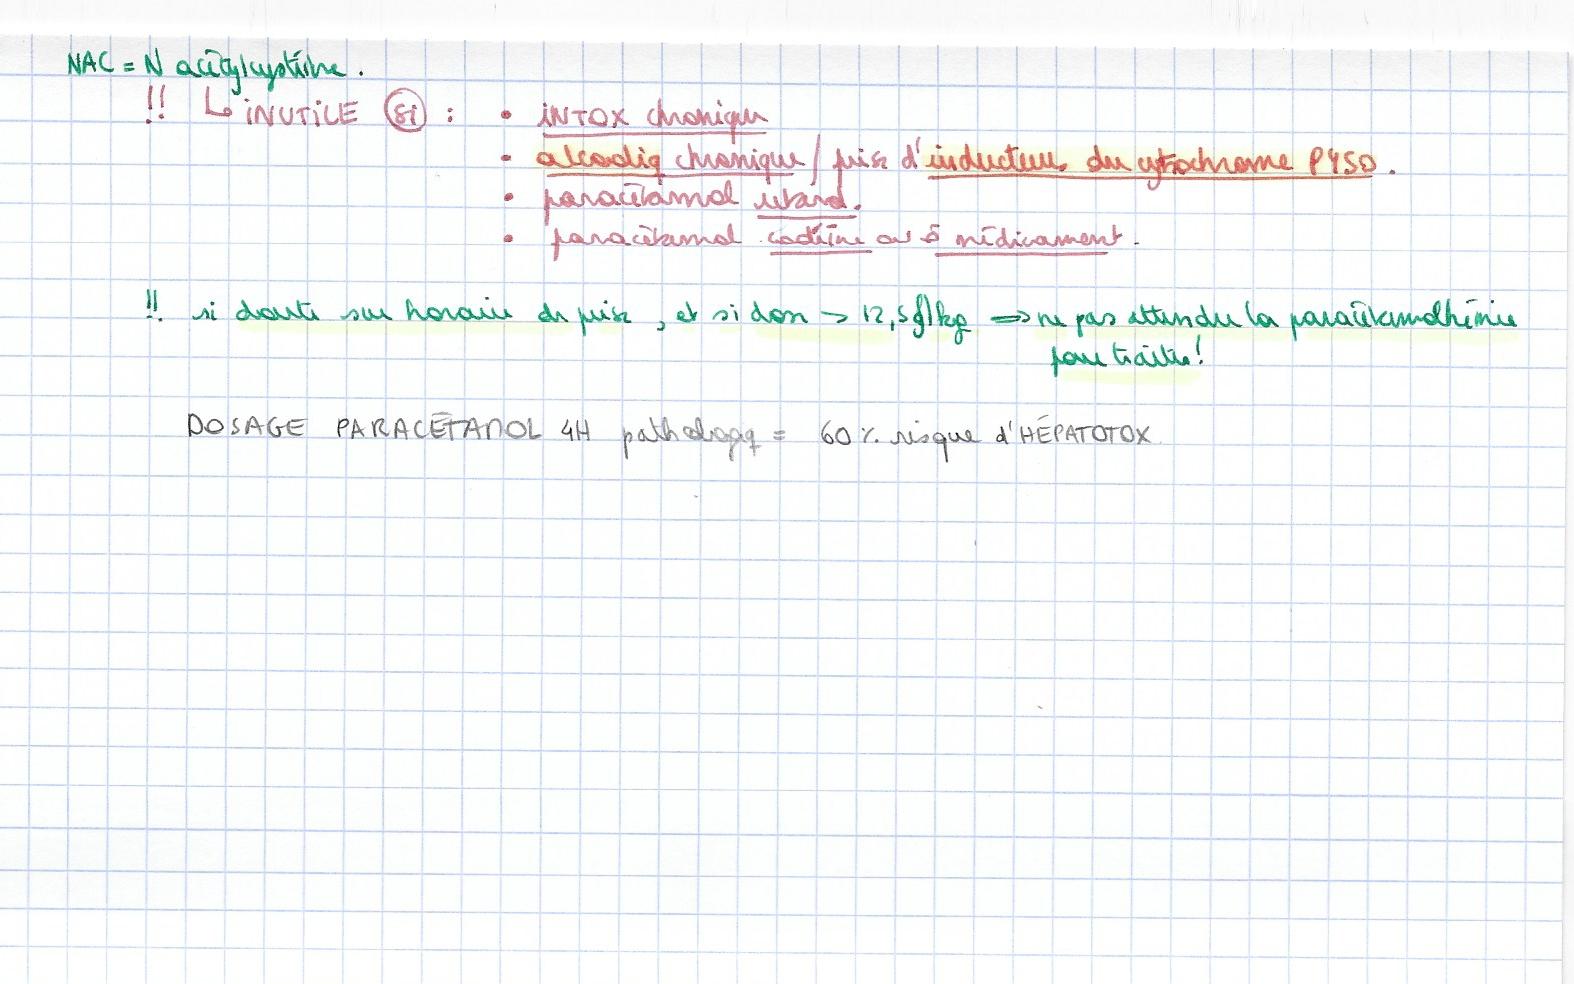 NAC = N acétylcystéine.
!! ↳ INUTILE (Si) : • INTOX chronique
• alcooliq chronique / prise d'inducteur du cytochrome P450.
• paracétamol retard.
• paracétamol codéine ou médicament.
!! si doute sur horaire de prise, et si dose > 12,5g/kg ⇒ ne pas attendre la paracétamolhémie
pour traiter!
DOSAGE PARACÉTAMOL 4H pathologq = 60% risque d'HÉPATOTOX